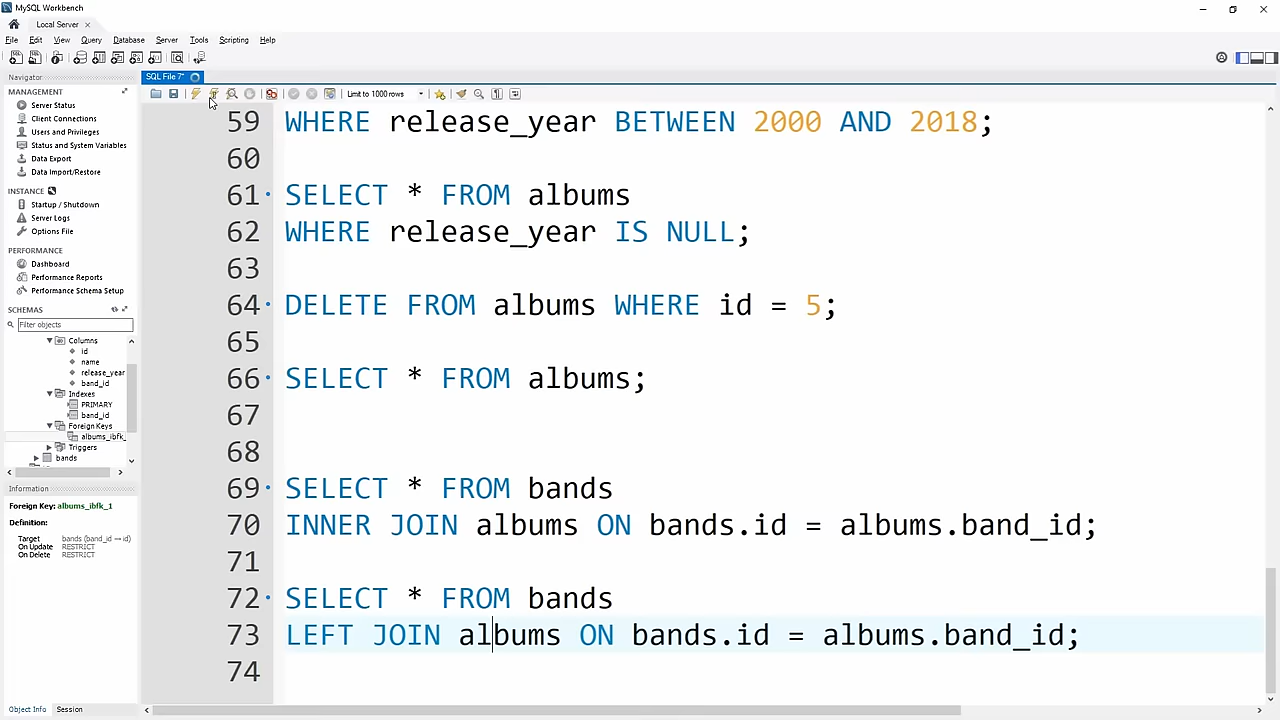 MySQL Workbench
Local Server
File Edit View Query Database Server Tools Scripting Help
Navigator
SQL File 7*
MANAGEMENT
Server Status
Client Connections
Users and Privileges
Status and System Variables
Data Export
Data Import/Restore
INSTANCE
Startup / Shutdown
Server Logs
Options File
PERFORMANCE
Dashboard
Performance Reports
Performance Schema Setup
SCHEMAS
Filter objects
Columns
id
name
release_year
band_id
Indexes
PRIMARY
band_id
Foreign Keys
albums_ibfk_
Triggers
bands
Information
Foreign Key: albums_ibfk_1
Definition:
Target bands (band_id → id)
On Update RESTRICT
On Delete RESTRICT
Object Info Session
Limit to 1000 rows
59 WHERE release_year BETWEEN 2000 AND 2018;
60
61 SELECT * FROM albums
62 WHERE release_year IS NULL;
63
64 DELETE FROM albums WHERE id = 5;
65
66 SELECT * FROM albums;
67
68
69 SELECT * FROM bands
70 INNER JOIN albums ON bands.id = albums.band_id;
71
72 SELECT * FROM bands
73 LEFT JOIN albums ON bands.id = albums.band_id;
74